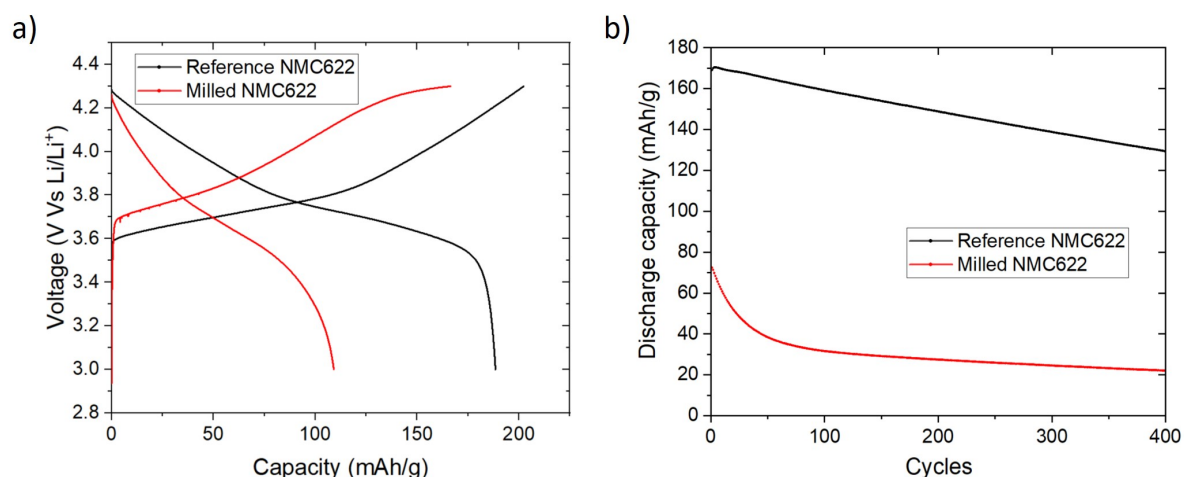 a)
4.4
4.2
4.0
3.8
3.6
3.4
3.2
3.0
2.8
Voltage (V Vs Li/Li⁺)
Reference NMC622
Milled NMC622
0
50
100
150
200
Capacity (mAh/g)
b)
180
160
140
120
100
80
60
40
20
0
Discharge capacity (mAh/g)
Reference NMC622
Milled NMC622
0
100
200
300
400
Cycles